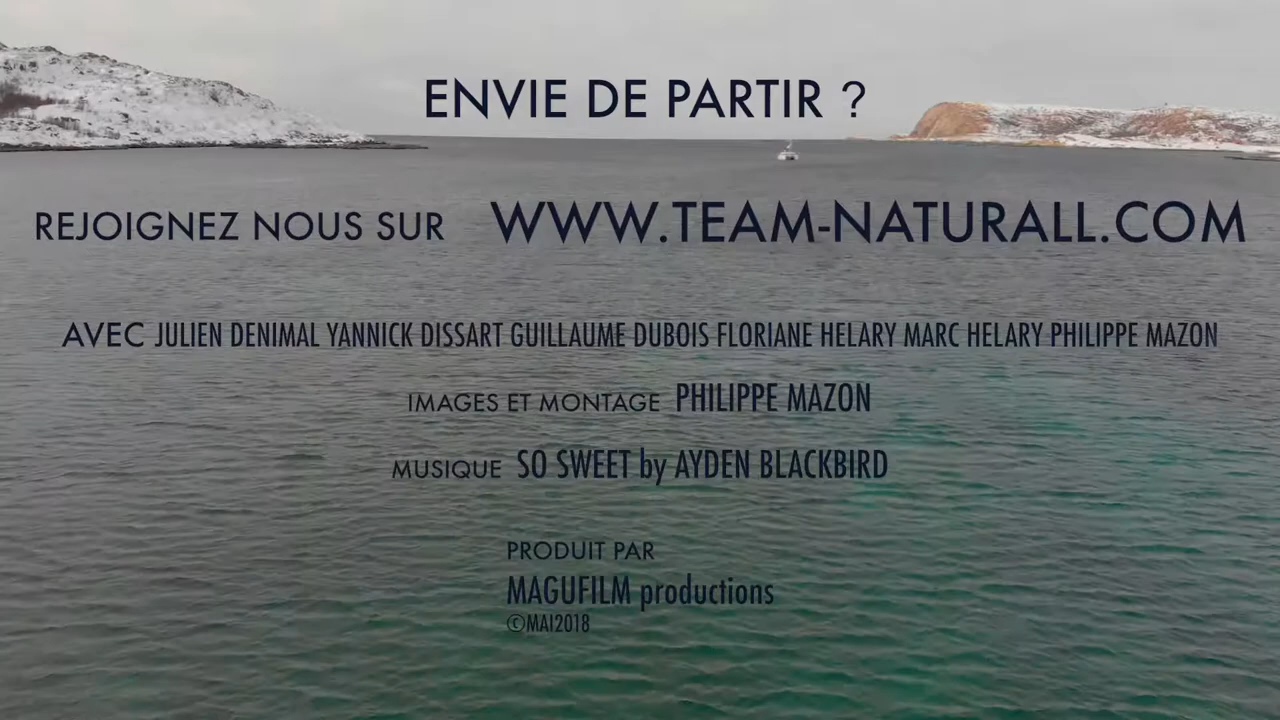 ENVIE DE PARTIR ?
REJOIGNEZ NOUS SUR WWW.TEAM-NATURALL.COM
AVEC JULIEN DENIMAL YANNICK DISSART GUILLAUME DUBOIS FLORIANE HELARY MARC HELARY PHILIPPE MAZON
IMAGES ET MONTAGE PHILIPPE MAZON
MUSIQUE SO SWEET by AYDEN BLACKBIRD
PRODUIT PAR
MAGUFILM productions
©MAI2018